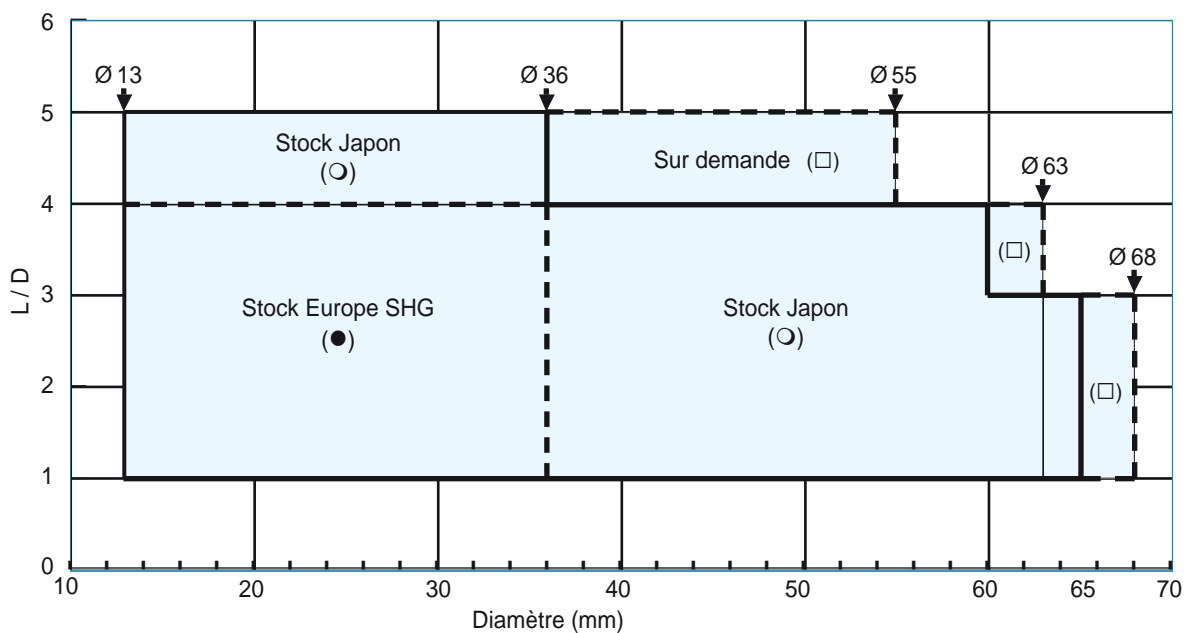 6
Ø 13
Ø 36
Ø 55
5
Stock Japon
(❍)
Sur demande (□)
Ø 63
4
(□)
Ø 68
L / D
3
Stock Europe SHG
(●)
Stock Japon
(❍)
2
(□)
1
0
10 20 30 40 50 60 65 70
Diamètre (mm)